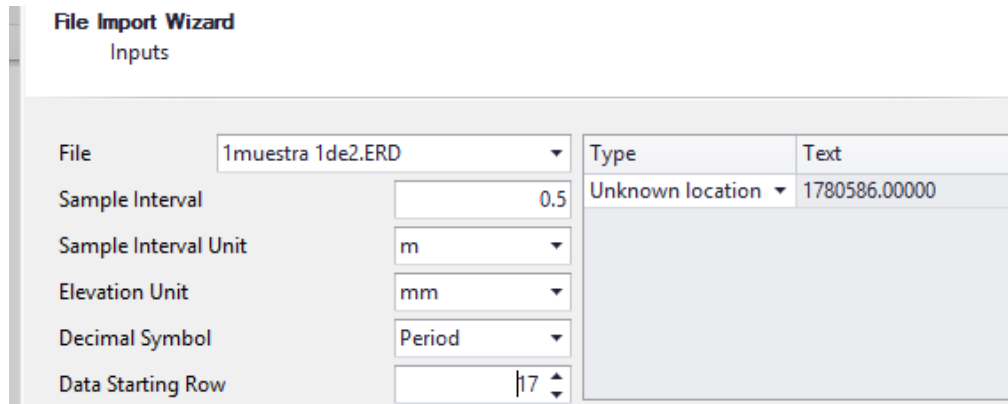 File Import Wizard
Inputs
File 1muestra 1de2.ERD
Type Text
Sample Interval 0.5
Unknown location 1780586.00000
Sample Interval Unit m
Elevation Unit mm
Decimal Symbol Period
Data Starting Row 17